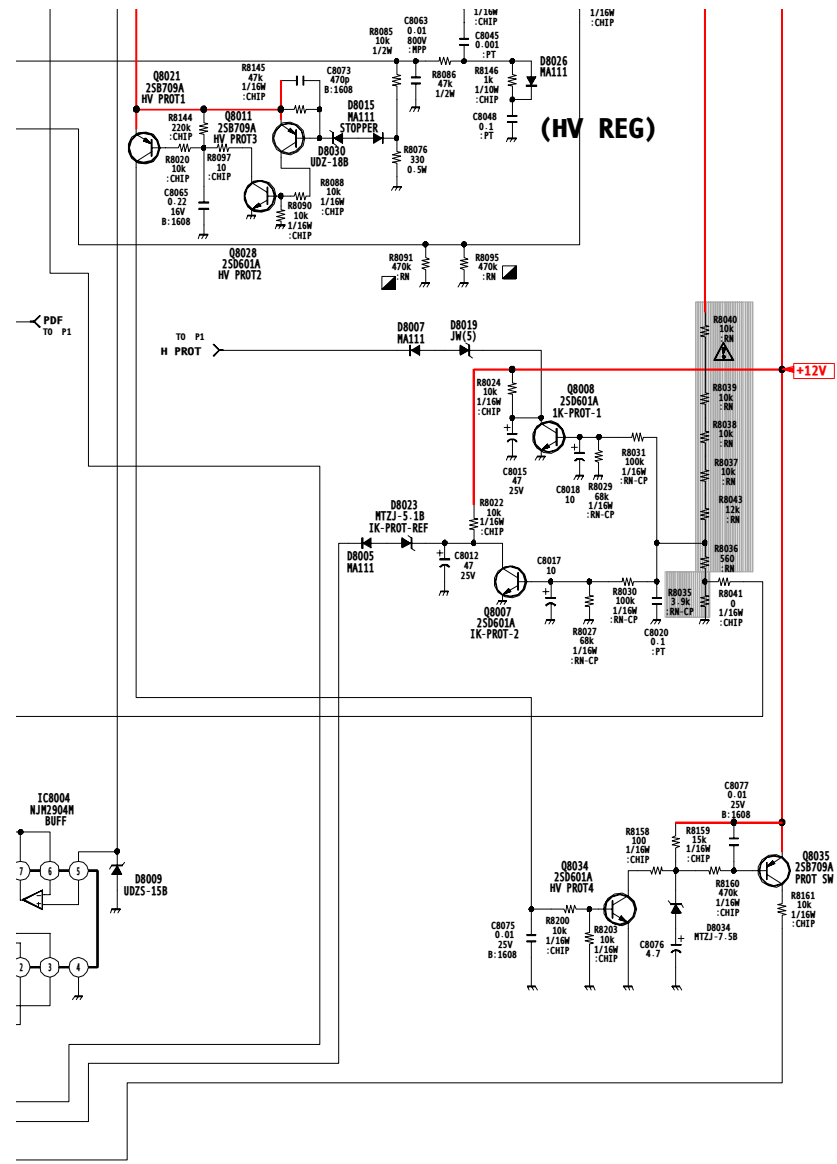 1/16W
:CHIP
1/16W
:CHIP
R8085
10k
1/2W
C8063
0.01
800V
:MPP
C8045
0.001
:PT
D8026
MA111
Q8021
2SB709A
HV PROT1
R8145
47k
1/16W
:CHIP
C8073
470p
B:1608
R8086
47k
1/2W
R8146
1k
1/10W
:CHIP
R8144
220k
:CHIP
Q8011
2SB709A
HV PROT3
D8015
MA111
STOPPER
C8048
0.1
:PT
(HV REG)
D8030
UDZ-18B
R8076
330
0.5W
R8020
10k
:CHIP
R8097
10
:CHIP
C8065
0.22
16V
B:1608
R8088
10k
1/16W
:CHIP
R8090
10k
1/16W
:CHIP
Q8028
2SD601A
HV PROT2
R8091
470k
:RN
R8095
470k
:RN
PDF
TO P1
TO P1
H PROT
D8007
MA111
D8019
JW(5)
R8040
10k
:RN
+12V
R8024
10k
1/16W
:CHIP
Q8008
2SD601A
1K-PROT-1
R8039
10k
:RN
R8038
10k
:RN
+
+
R8031
100k
1/16W
:RN-CP
R8037
10k
:RN
C8015
47
25V
C8018
10
R8029
68k
1/16W
:RN-CP
R8043
12k
:RN
D8023
MTZJ-5.1B
IK-PROT-REF
R8022
10k
1/16W
:CHIP
R8036
560
:RN
D8005
MA111
+
C8012
47
25V
C8017
10
+
Q8007
2SD601A
IK-PROT-2
R8030
100k
1/16W
:RN-CP
R8035
3.9k
:RN-CP
R8041
0
1/16W
:CHIP
R8027
68k
1/16W
:RN-CP
C8020
0.1
:PT
IC8004
NJM2904M
BUFF
7
6
5
D8009
UDZS-15B
2
3
4
C8077
0.01
25V
B:1608
R8158
100
1/16W
:CHIP
R8159
15k
1/16W
:CHIP
Q8035
2SB709A
PROT SW
Q8034
2SD601A
HV PROT4
R8160
470k
1/16W
:CHIP
R8161
10k
1/16W
:CHIP
C8075
0.01
25V
B:1608
R8200
10k
1/16W
:CHIP
R8203
10k
1/16W
:CHIP
D8034
MTZJ-7.5B
C8076
4.7
+